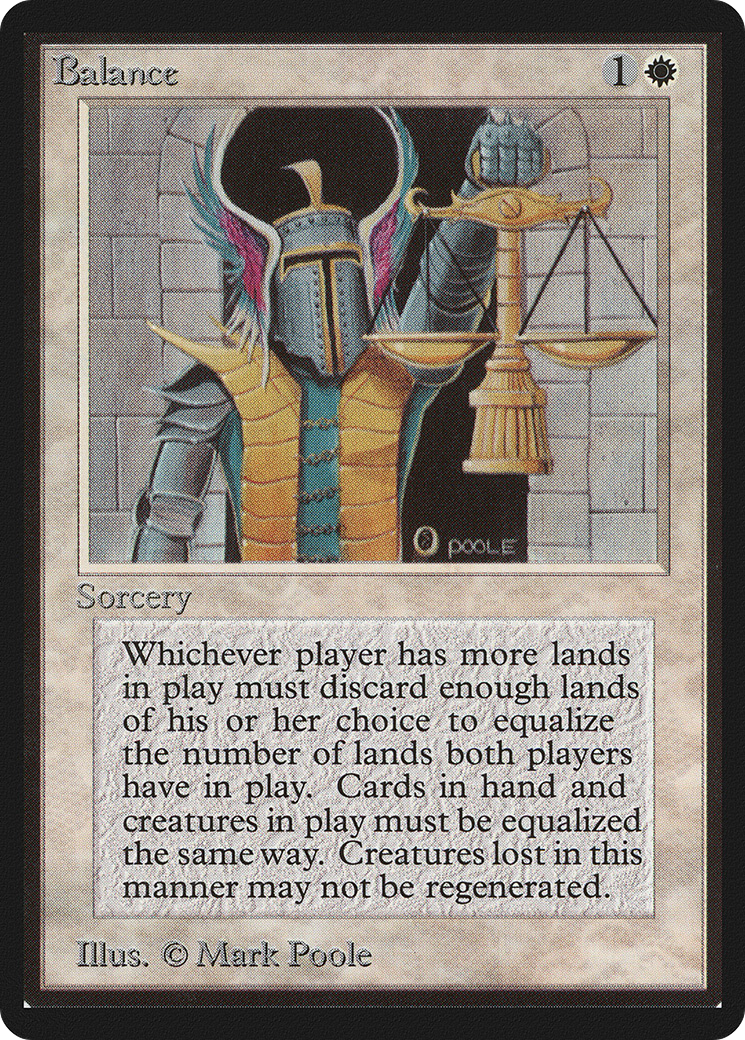 Balance 1
POOLE
Sorcery
Whichever player has more lands
in play must discard enough lands
of his or her choice to equalize
the number of lands both players
have in play. Cards in hand and
creatures in play must be equalized
the same way. Creatures lost in this
manner may not be regenerated.
Illus. © Mark Poole